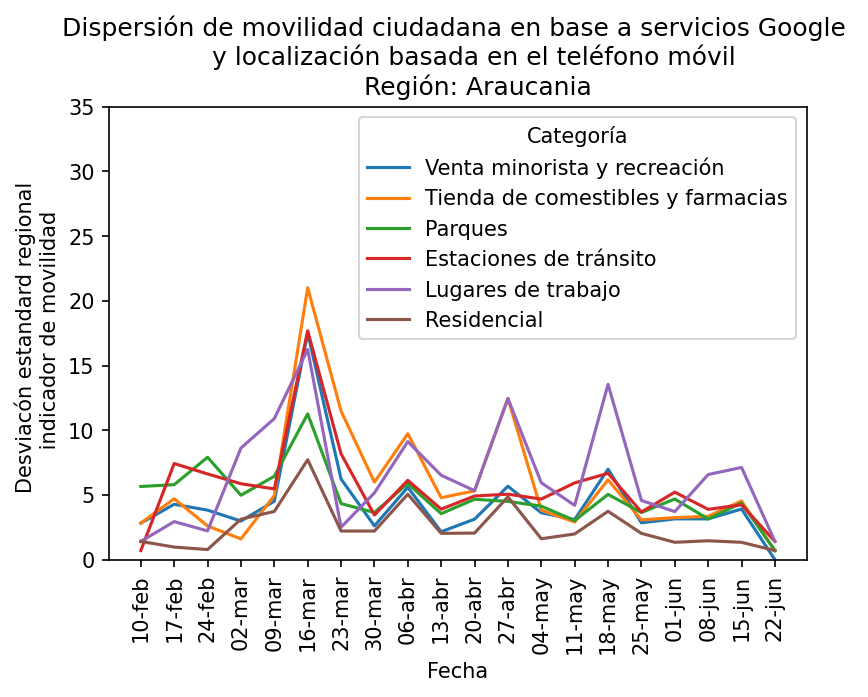 Dispersión de movilidad ciudadana en base a servicios Google
y localización basada en el teléfono móvil
Región: Araucania
Desviacón estandard regional
indicador de movilidad
35
30
25
20
15
10
5
0
Categoría
Venta minorista y recreación
Tienda de comestibles y farmacias
Parques
Estaciones de tránsito
Lugares de trabajo
Residencial
10-feb
17-feb
24-feb
02-mar
09-mar
16-mar
23-mar
30-mar
06-abr
13-abr
20-abr
27-abr
04-may
11-may
18-may
25-may
01-jun
08-jun
15-jun
22-jun
Fecha